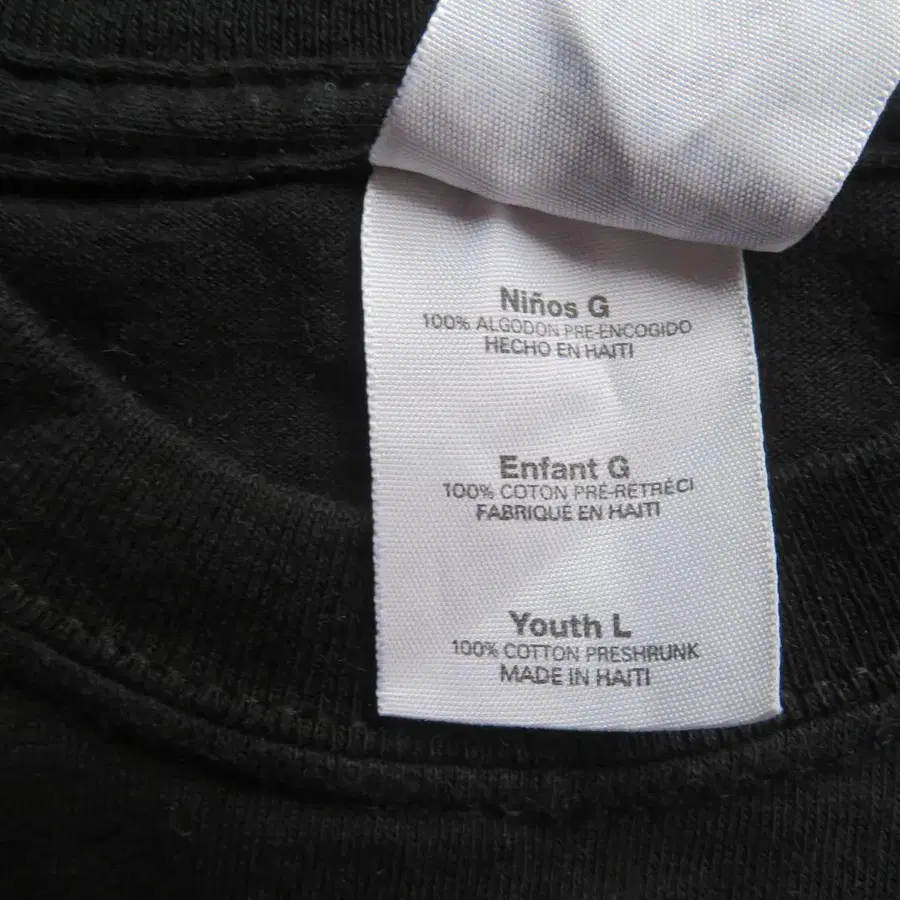 Niños G
100% ALGODON PRE-ENCOGIDO
HECHO EN HAITI
Enfant G
100% COTON PRÉ-RÉTRÉCI
FABRIQUÉ EN HAITI
Youth L
100% COTTON PRESHRUNK
MADE IN HAITI